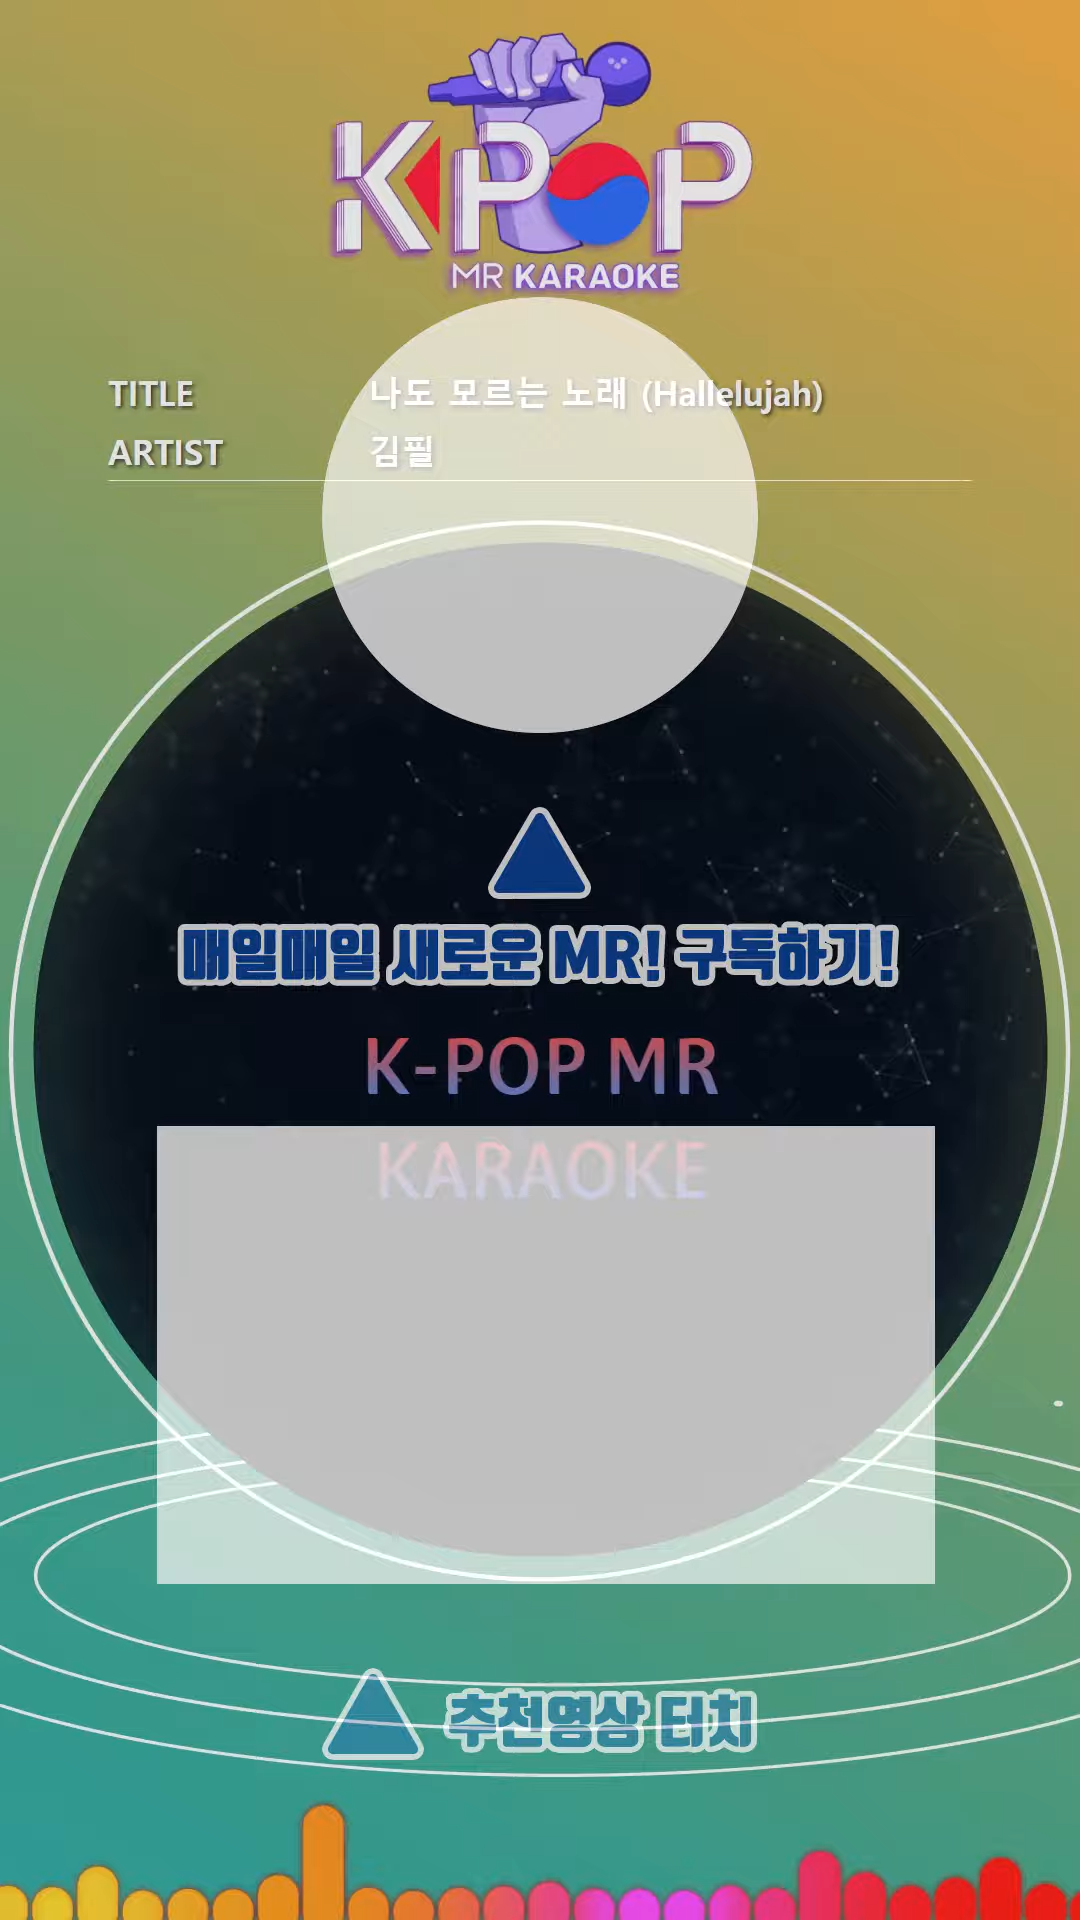 KPOP
MR KARAOKE
TITLE 나도 모르는 노래 (Hallelujah)
ARTIST 김필
매일매일 새로운 MR! 구독하기!
K-POP MR
KARAOKE
추천영상 터치